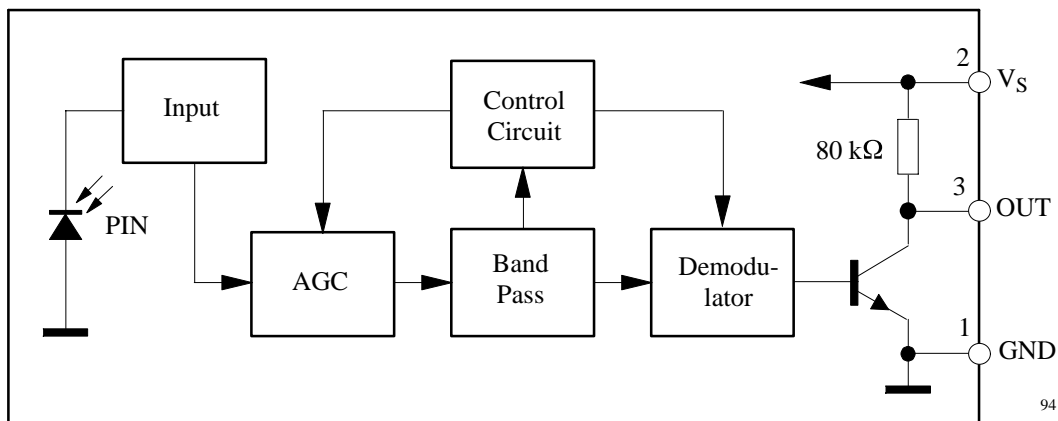 Input
Control
Circuit
2
V_S
80 kΩ
3
OUT
PIN
AGC
Band
Pass
Demodu-
lator
1
GND
94